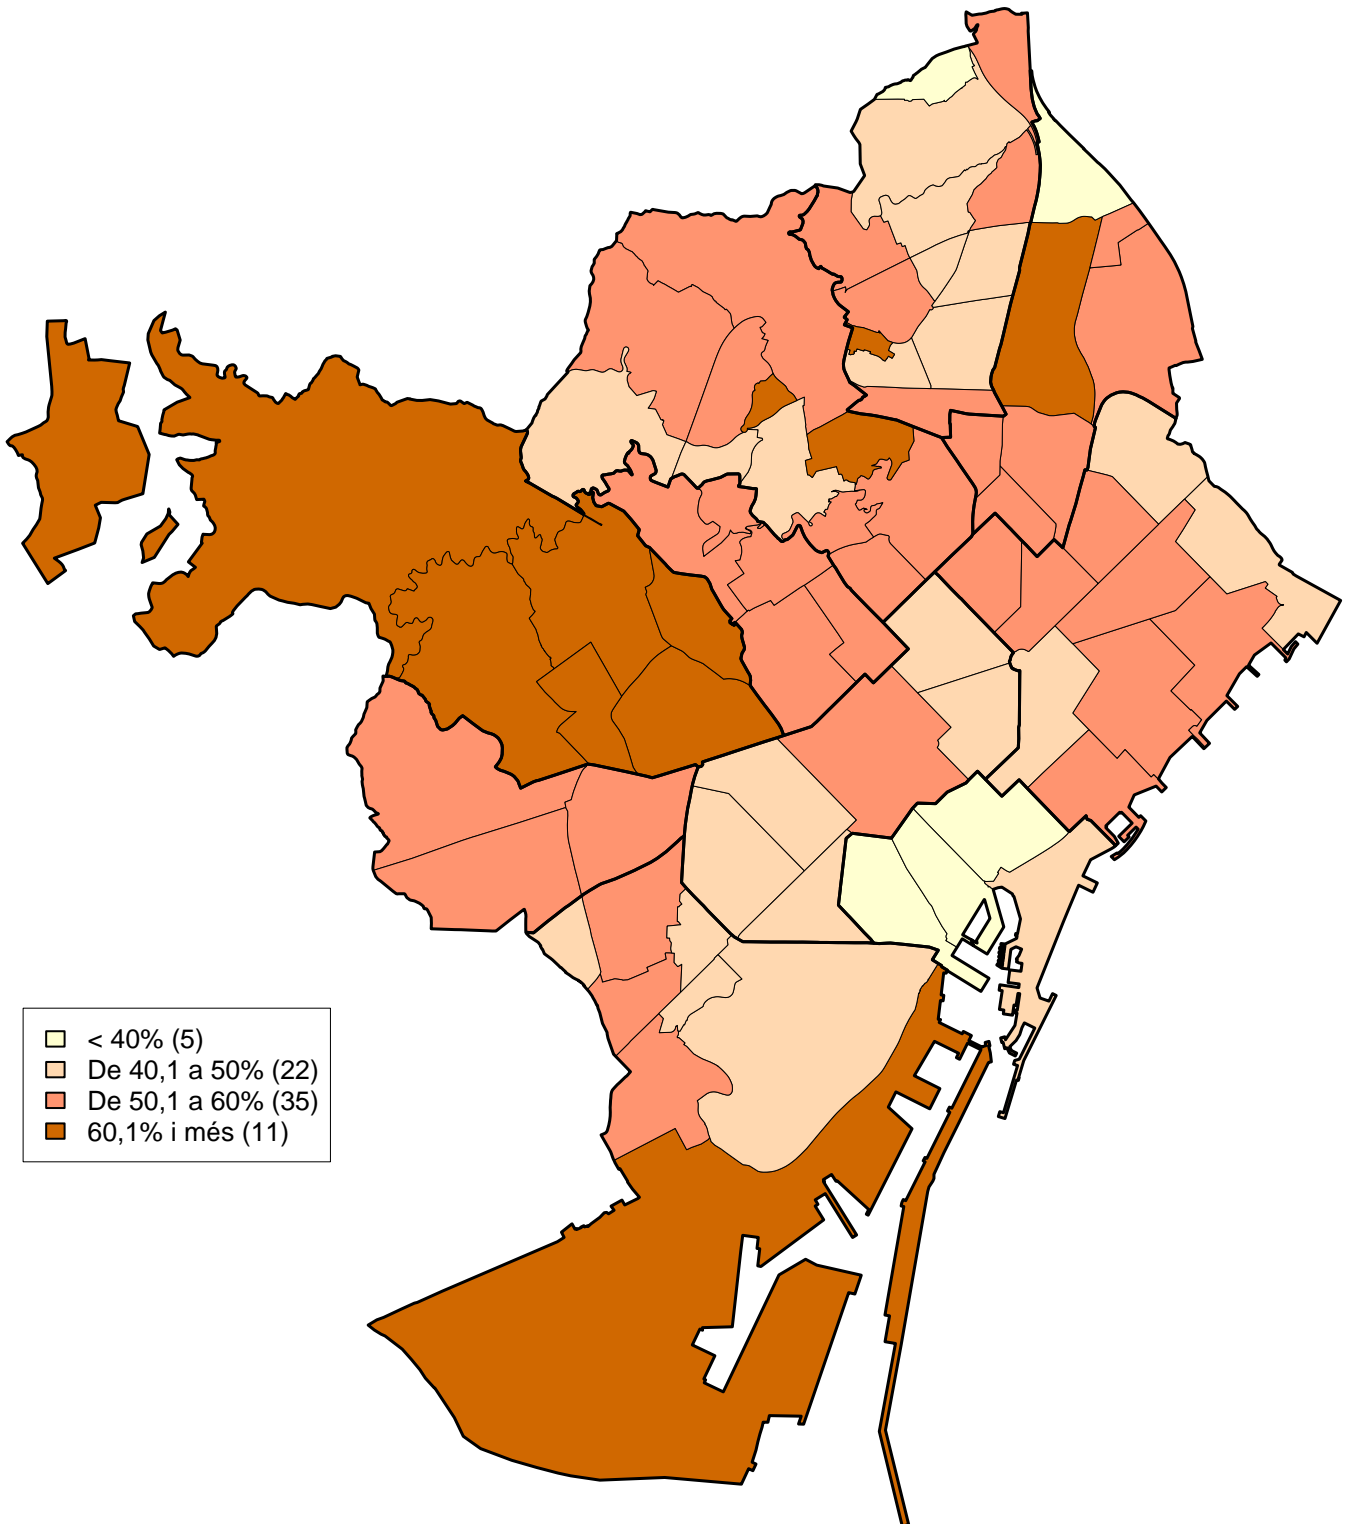 < 40% (5)
De 40,1 a 50% (22)
De 50,1 a 60% (35)
60,1% i més (11)